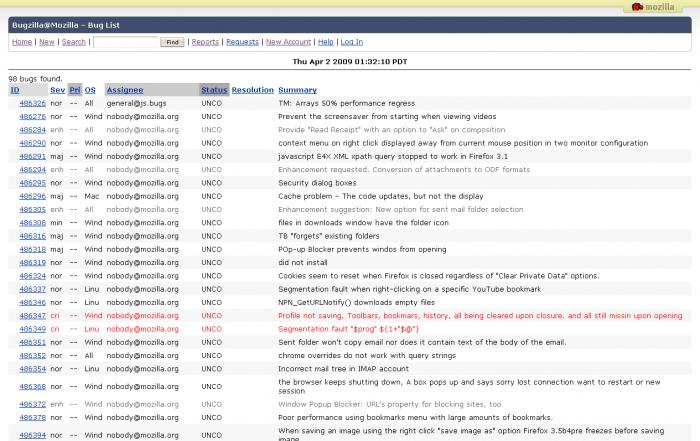 mozilla
Bugzilla@Mozilla – Bug List
Home | New | Search | Find | Reports | Requests | New Account | Help | Log In
Thu Apr 2 2009 01:32:10 PDT
98 bugs found.
ID Sev Pri OS Assignee Status Resolution Summary
486326 nor -- All general@js.bugs UNCO TM: Arrays 50% performance regress
486276 nor -- Wind nobody@mozilla.org UNCO Prevent the screensaver from starting when viewing videos
486284 enh -- All nobody@mozilla.org UNCO Provide "Read Receipt" with an option to "Ask" on composition
486290 nor -- Wind nobody@mozilla.org UNCO context menu on right click displayed away from current mouse position in two monitor configuration
486291 maj -- Wind nobody@mozilla.org UNCO javascript E4X XML xpath query stopped to work in Firefox 3.1
486294 enh -- All nobody@mozilla.org UNCO Enhancement requested. Conversion of attachments to ODF formats
486295 nor -- Wind nobody@mozilla.org UNCO Security dialog boxes
486296 maj -- Mac nobody@mozilla.org UNCO Cache problem – The code updates, but not the display
486305 enh -- All nobody@mozilla.org UNCO Enhancement suggestion: New option for sent mail folder selection
486308 min -- Wind nobody@mozilla.org UNCO files in downloads window have the folder icon
486316 maj -- Wind nobody@mozilla.org UNCO TB "forgets" existing folders
486318 maj -- Wind nobody@mozilla.org UNCO POp-up Blocker prevents windos from opening
486319 nor -- Wind nobody@mozilla.org UNCO did not install
486324 nor -- Wind nobody@mozilla.org UNCO Cookies seem to reset when Firefox is closed regardless of "Clear Private Data" options.
486337 nor -- Linu nobody@mozilla.org UNCO Segmentation fault when right-clicking on a specific YouTube bookmark
486346 nor -- Linu nobody@mozilla.org UNCO NPN_GetURLNotify() downloads empty files
486347 cri -- Wind nobody@mozilla.org UNCO Profile not saving, Toolbars, bookmars, history, all being cleared upon closure. and all still missin upon opening
486349 cri -- Linu nobody@mozilla.org UNCO Segmentation fault "$prog" ${1+"$@"}
486351 nor -- Wind nobody@mozilla.org UNCO Sent folder won't copy email nor does it contain text of the body of the email.
486352 nor -- All nobody@mozilla.org UNCO chrome overrides do not work with query strings
486354 nor -- Linu nobody@mozilla.org UNCO Incorrect mail tree in IMAP account
486368 nor -- Wind nobody@mozilla.org UNCO the browser keeps shutting down, A box pops up and says sorry lost connection want to restart or new
session
486372 enh -- Wind nobody@mozilla.org UNCO Window Popup Blocker: URL's property for blocking sites, too
486378 nor -- Wind nobody@mozilla.org UNCO Poor performance using bookmarks menu with large amounts of bookmarks.
486394 nor -- Wind nobody@mozilla.org UNCO When saving an image using the right click "save image as" option Firefox 3.5b4pre freezes before saving
image